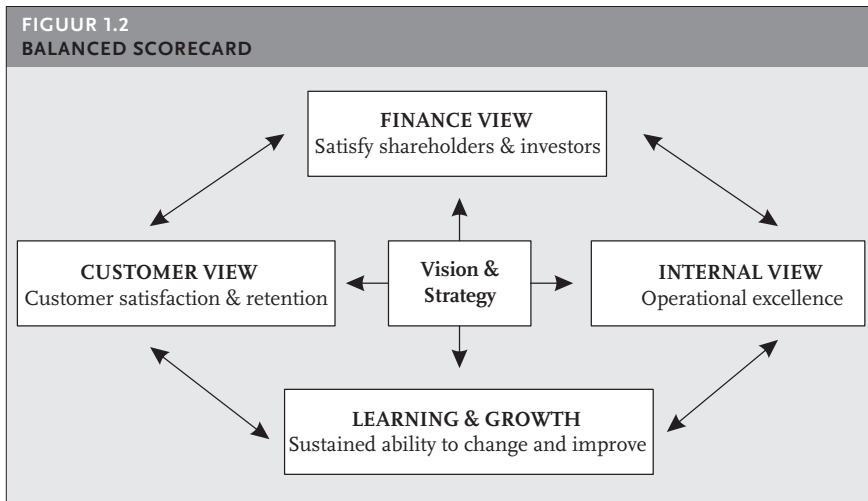 FIGUUR 1.2
BALANCED SCORECARD
FINANCE VIEW
Satisfy shareholders & investors
CUSTOMER VIEW
Customer satisfaction & retention
Vision &
Strategy
INTERNAL VIEW
Operational excellence
LEARNING & GROWTH
Sustained ability to change and improve